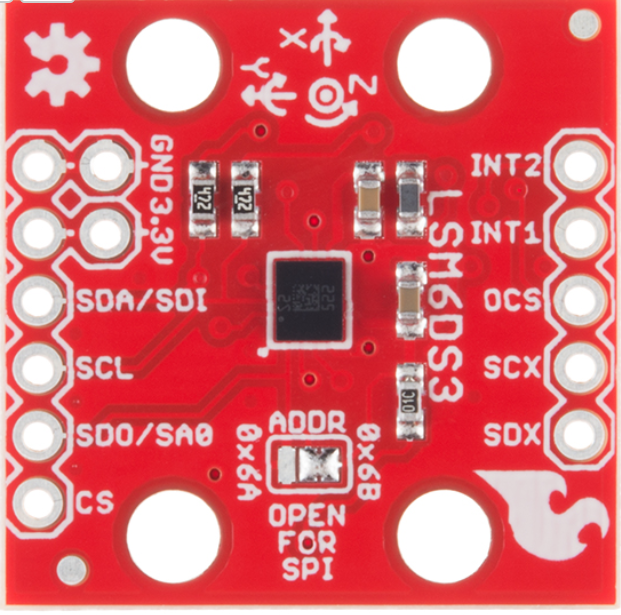 X
Y
Z
GND
3.3V
SDA/SDI
SCL
SDO/SA0
CS
472
472
LSM6DS3
INT2
INT1
OCS
SCX
SDX
01C
ADDR
0x6A
0x6B
OPEN
FOR
SPI